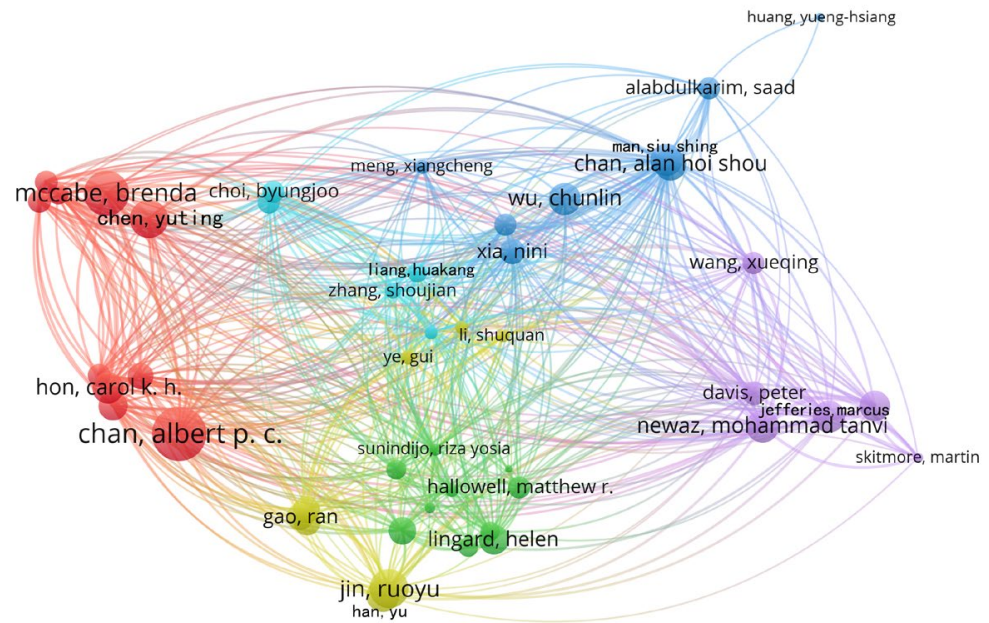 huang, yueng-hsiang
alabdulkarim, saad
man,siu,shing
chan, alan hoi shou
meng, xiangcheng
mccabe, brenda
choi, byungjoo
wu, chunlin
chen, yuting
xia, nini
wang, xueqing
liang,huakang
zhang, shoujian
li, shuquan
ye, gui
hon, carol k. h.
davis, peter
jefferies,marcus
newaz, mohammad tanvi
chan, albert p. c.
sunindijo, riza yosia
skitmore, martin
hallowell, matthew r.
gao, ran
lingard, helen
jin, ruoyu
han, yu